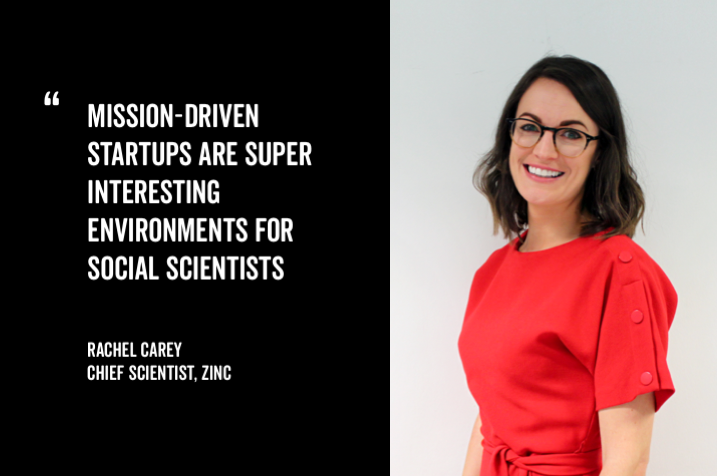 “
MISSION-DRIVEN
STARTUPS ARE SUPER
INTERESTING
ENVIRONMENTS FOR
SOCIAL SCIENTISTS
RACHEL CAREY
CHIEF SCIENTIST, ZINC